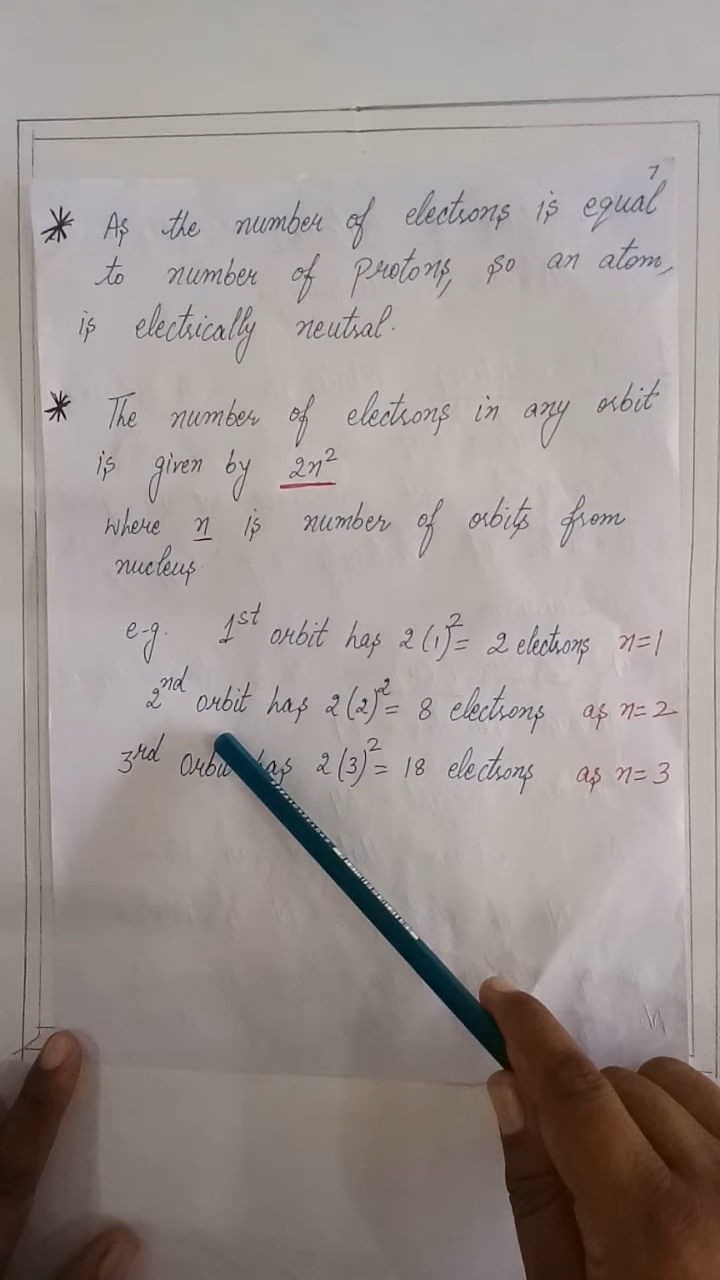 7
* As the number of electrons is equal
to number of protons, so an atom,
is electrically neutral.
* The number of electrons in any orbit
is given by 2n²
where n is number of orbits from
nucleus.
e-g. 1st orbit has 2(1)² = 2 electrons n=1
2nd orbit has 2(2)² = 8 electrons as n=2
3rd orbit has 2(3)² = 18 electrons as n=3